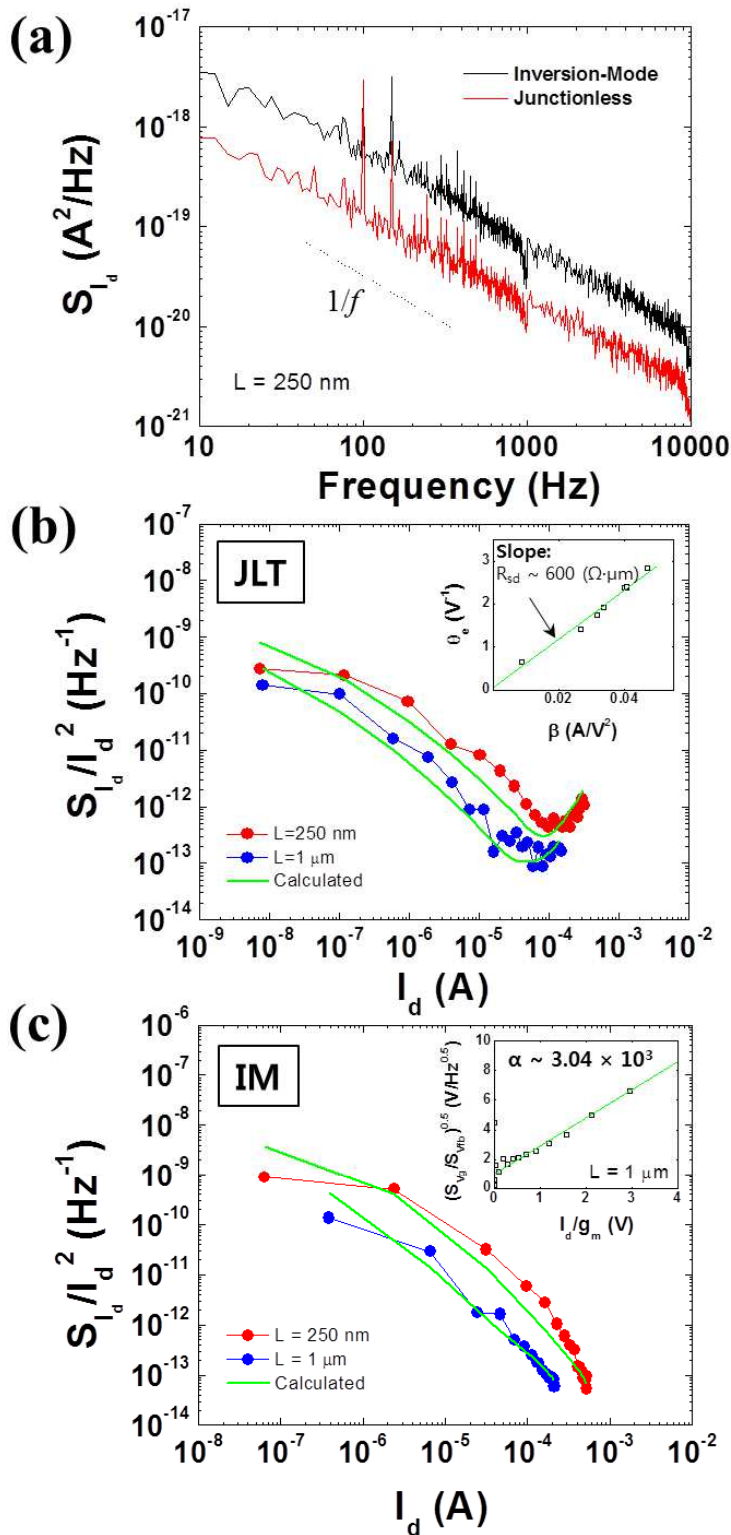 (a)
10^-17
10^-18
10^-19
10^-20
10^-21
S_I_d (A^2/Hz)
Inversion-Mode
Junctionless
1/f
L = 250 nm
10 100 1000 10000
Frequency (Hz)
(b)
10^-7
10^-8
10^-9
10^-10
10^-11
10^-12
10^-13
10^-14
S_I_d/I_d^2 (Hz^-1)
JLT
Slope:
R_sd ~ 600 (Ω·μm)
3
2
1
0
θ_e (V^-1)
0.02 0.04
β (A/V^2)
L=250 nm
L=1 μm
Calculated
10^-9 10^-8 10^-7 10^-6 10^-5 10^-4 10^-3 10^-2
I_d (A)
(c)
10^-6
10^-7
10^-8
10^-9
10^-10
10^-11
10^-12
10^-13
10^-14
S_I_d/I_d^2 (Hz^-1)
IM
α ~ 3.04 × 10^3
10
8
6
4
2
0
(S_Vg/S_Vfb)^0.5 (V/Hz^0.5)
L = 1 μm
0 1 2 3 4
I_d/g_m (V)
L = 250 nm
L = 1 μm
Calculated
10^-8 10^-7 10^-6 10^-5 10^-4 10^-3 10^-2
I_d (A)